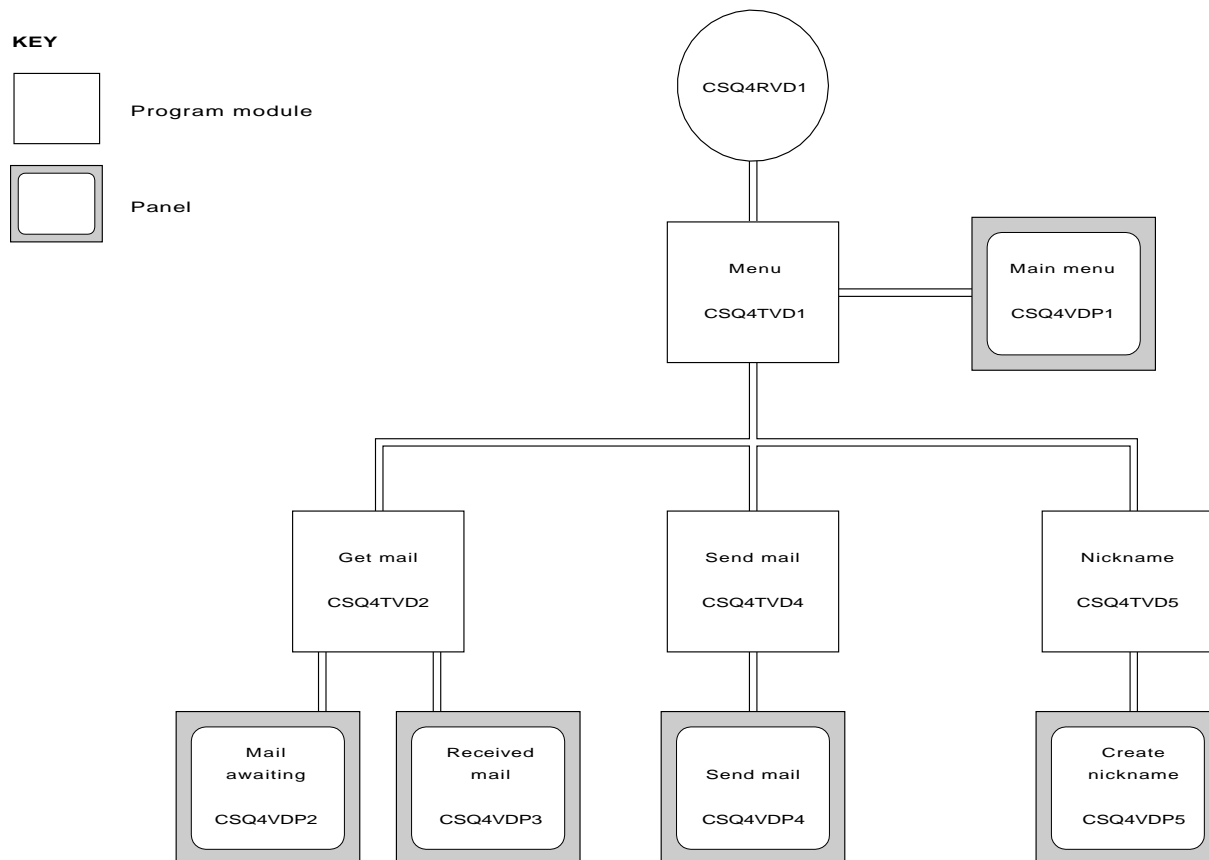 KEY
Program module
Panel
CSQ4RVD1
Menu
CSQ4TVD1
Main menu
CSQ4VDP1
Get mail
CSQ4TVD2
Send mail
CSQ4TVD4
Nickname
CSQ4TVD5
Mail
awaiting
CSQ4VDP2
Received
mail
CSQ4VDP3
Send mail
CSQ4VDP4
Create
nickname
CSQ4VDP5